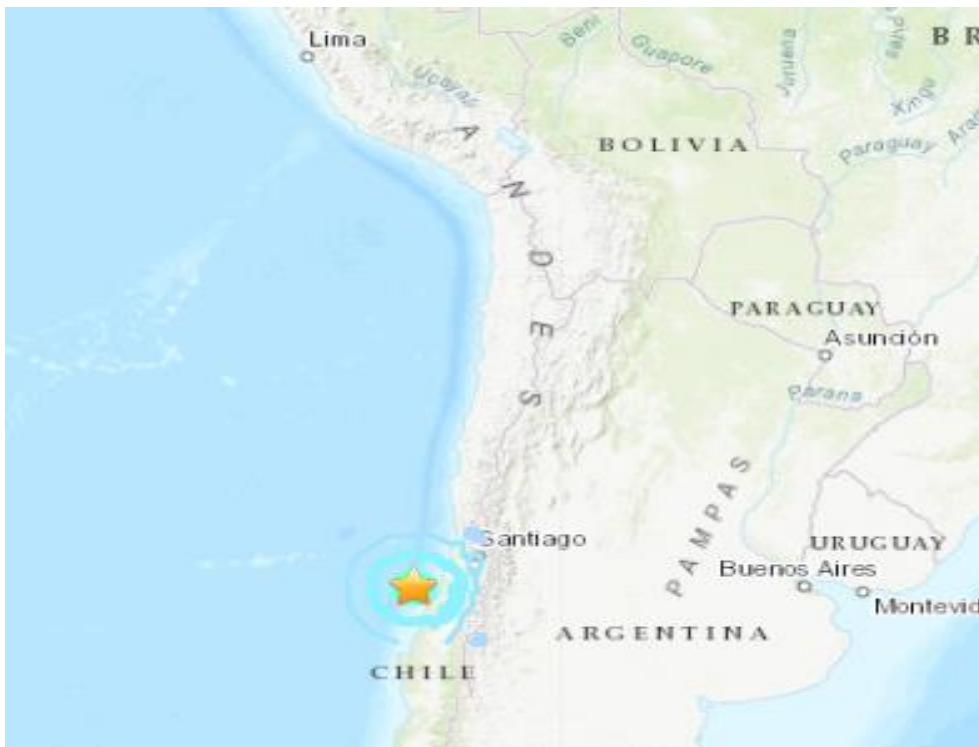 Lima
Beni
Guapore
Juruena
Xingu
B R
Ucayali
ANDES
BOLIVIA
Paraguay
PARAGUAY
Asunción
Parana
PAMPAS
Santiago
URUGUAY
Buenos Aires
Montevid
ARGENTINA
CHILE